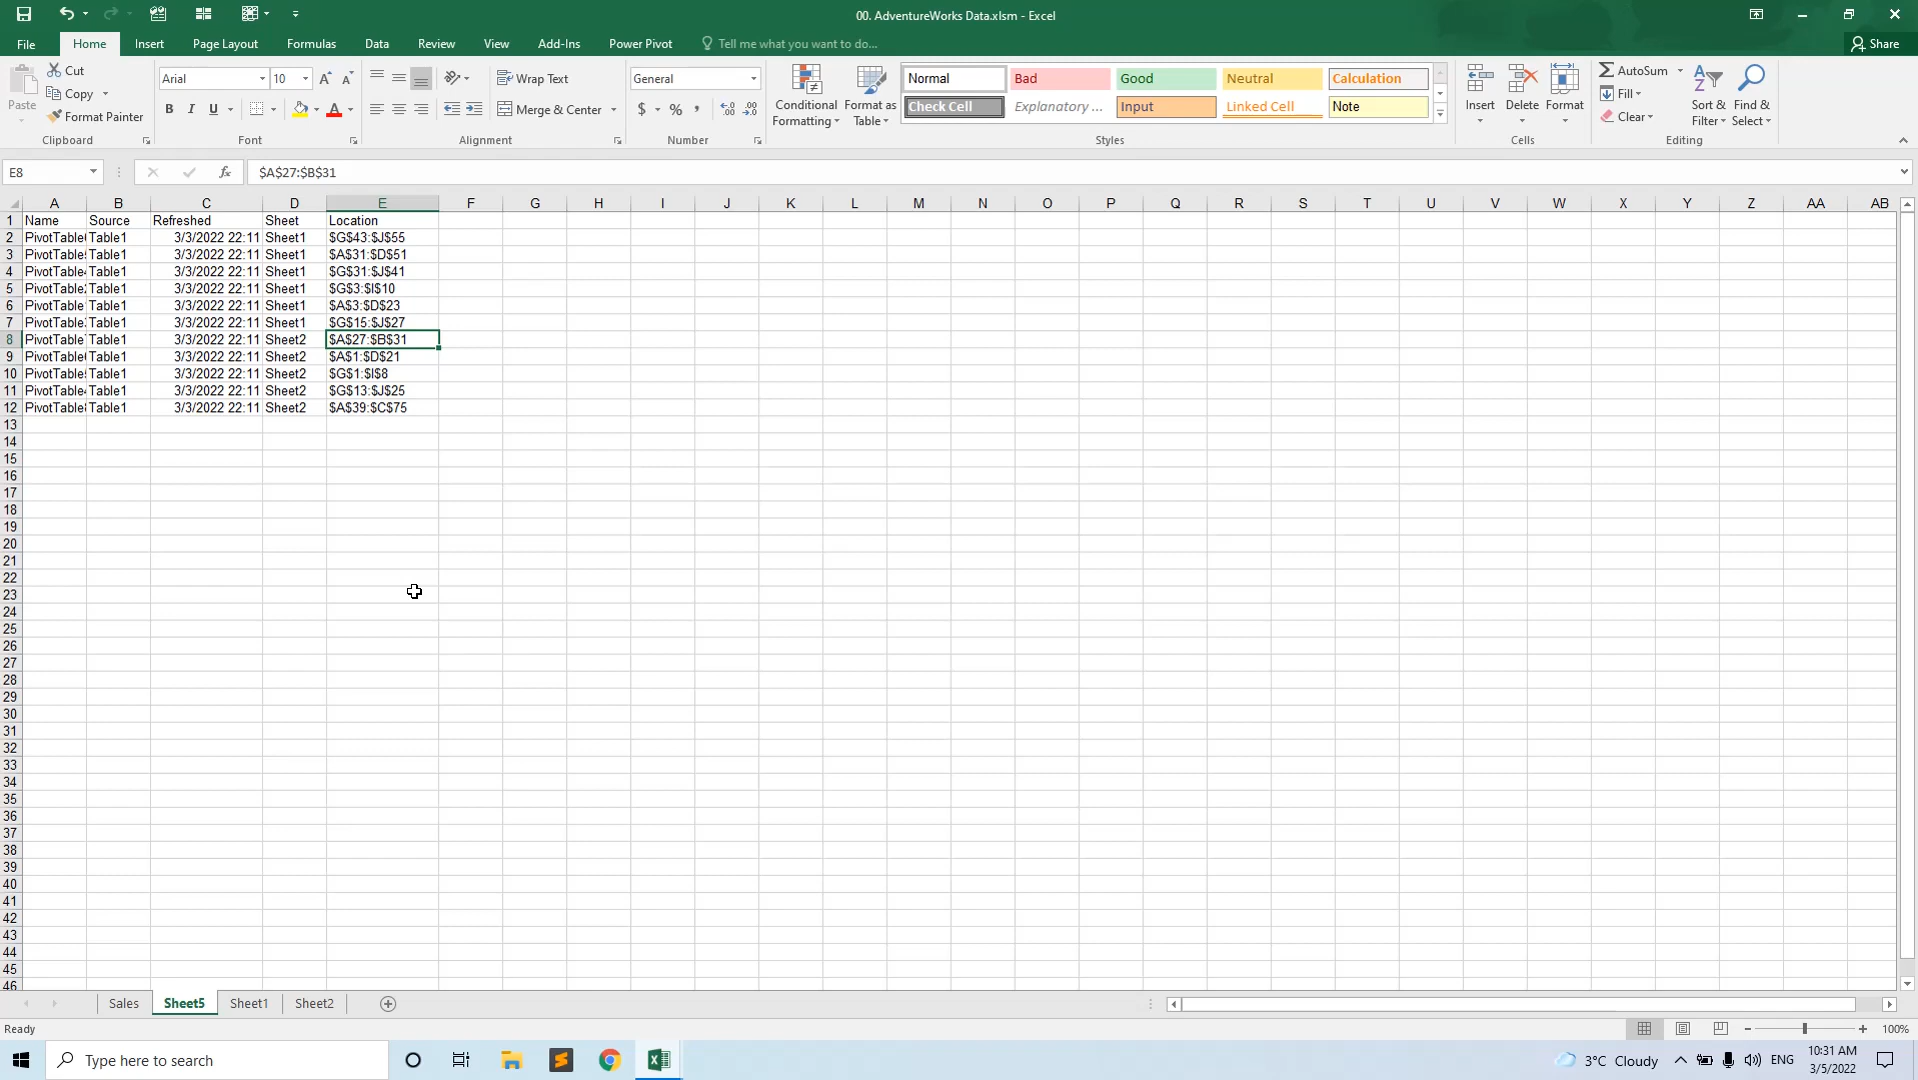 00. AdventureWorks Data.xlsm - Excel
File Home Insert Page Layout Formulas Data Review View Add-Ins Power Pivot Tell me what you want to do... Share
Paste
Cut
Copy
Format Painter
Clipboard
Arial 10
B I U
Font
Wrap Text
Merge & Center
Alignment
General
$ % ,
Number
Conditional Formatting
Format as Table
Normal Bad Good Neutral Calculation
Check Cell Explanatory ... Input Linked Cell Note
Styles
Insert Delete Format
Cells
AutoSum
Fill
Clear
Sort & Filter
Find & Select
Editing
E8 fx $A$27:$B$31
A B C D E F G H I J K L M N O P Q R S T U V W X Y Z AA AB
1 Name Source Refreshed Sheet Location
2 PivotTable Table1 3/3/2022 22:11 Sheet1 $G$43:$J$55
3 PivotTable Table1 3/3/2022 22:11 Sheet1 $A$31:$D$51
4 PivotTable Table1 3/3/2022 22:11 Sheet1 $G$31:$J$41
5 PivotTable Table1 3/3/2022 22:11 Sheet1 $G$3:$I$10
6 PivotTable Table1 3/3/2022 22:11 Sheet1 $A$3:$D$23
7 PivotTable Table1 3/3/2022 22:11 Sheet1 $G$15:$J$27
8 PivotTable Table1 3/3/2022 22:11 Sheet2 $A$27:$B$31
9 PivotTable Table1 3/3/2022 22:11 Sheet2 $A$1:$D$21
10 PivotTable Table1 3/3/2022 22:11 Sheet2 $G$1:$I$8
11 PivotTable Table1 3/3/2022 22:11 Sheet2 $G$13:$J$25
12 PivotTable Table1 3/3/2022 22:11 Sheet2 $A$39:$C$75
13
14
15
16
17
18
19
20
21
22
23
24
25
26
27
28
29
30
31
32
33
34
35
36
37
38
39
40
41
42
43
44
45
46
Sales Sheet5 Sheet1 Sheet2
Ready 100%
Type here to search 3°C Cloudy ENG 10:31 AM
3/5/2022